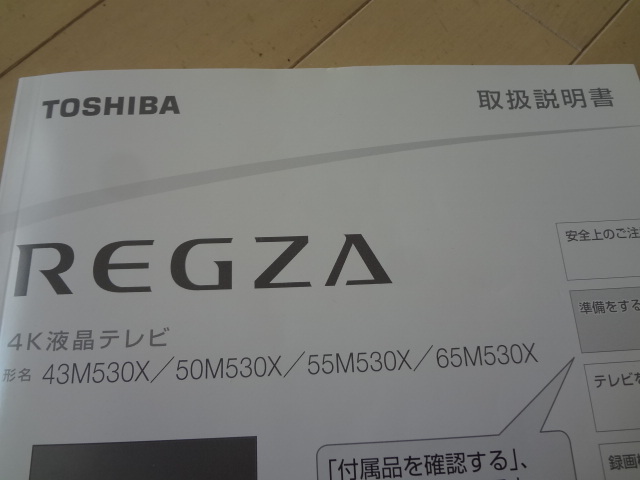 TOSHIBA
取扱説明書
REGZA
4K液晶テレビ
形名 43M530X／50M530X／55M530X／65M530X
安全上のご注
準備をする
テレビを
録画
「付属品を確認する」、